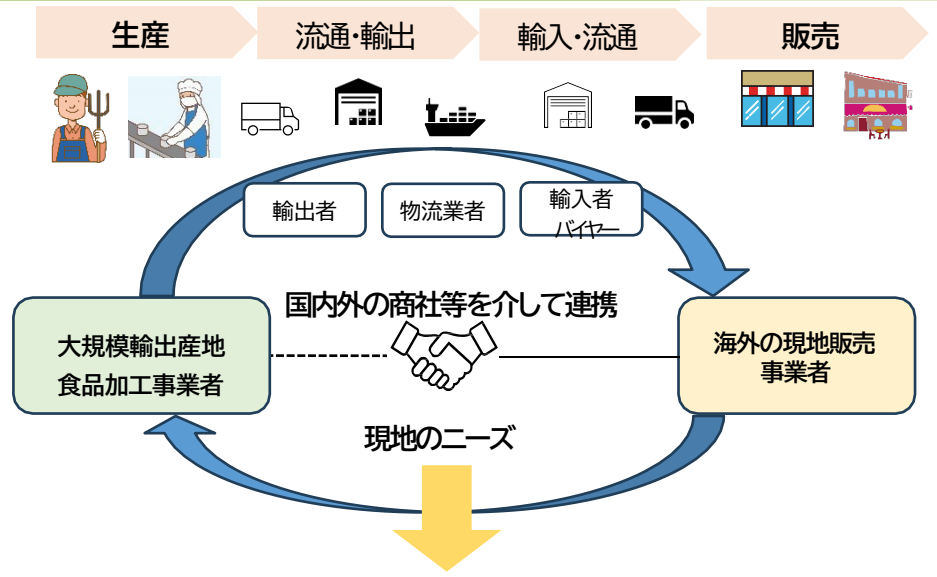 生産
流通・輸出
輸入・流通
販売
輸出者
物流業者
輸入者
バイヤー
国内外の商社等を介して連携
大規模輸出産地
食品加工事業者
海外の現地販売
事業者
現地のニーズ